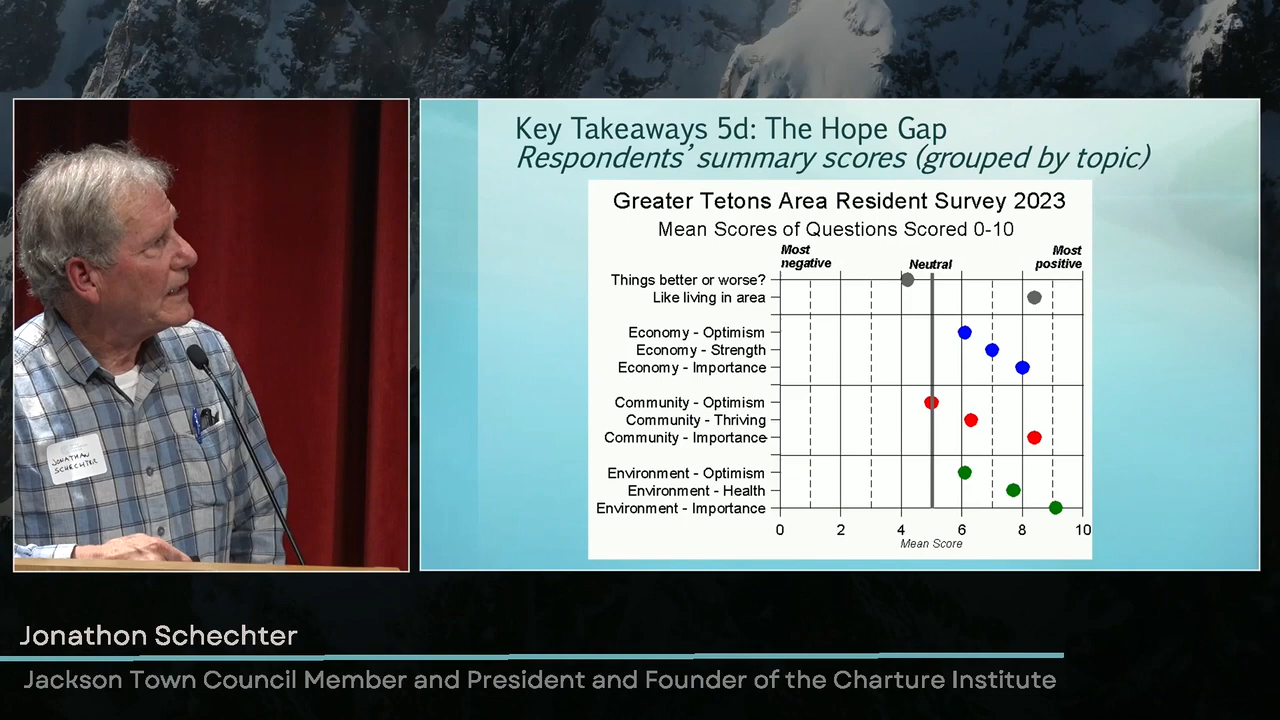 Key Takeaways 5d: The Hope Gap
Respondents' summary scores (grouped by topic)
Greater Tetons Area Resident Survey 2023
Mean Scores of Questions Scored 0-10
Most negative
Neutral
Most positive
Things better or worse?
Like living in area
Economy - Optimism
Economy - Strength
Economy - Importance
Community - Optimism
Community - Thriving
Community - Importance
Environment - Optimism
Environment - Health
Environment - Importance
0 2 4 6 8 10
Mean Score
JONATHAN
SCHECHTER
Jonathon Schechter
Jackson Town Council Member and President and Founder of the Charture Institute